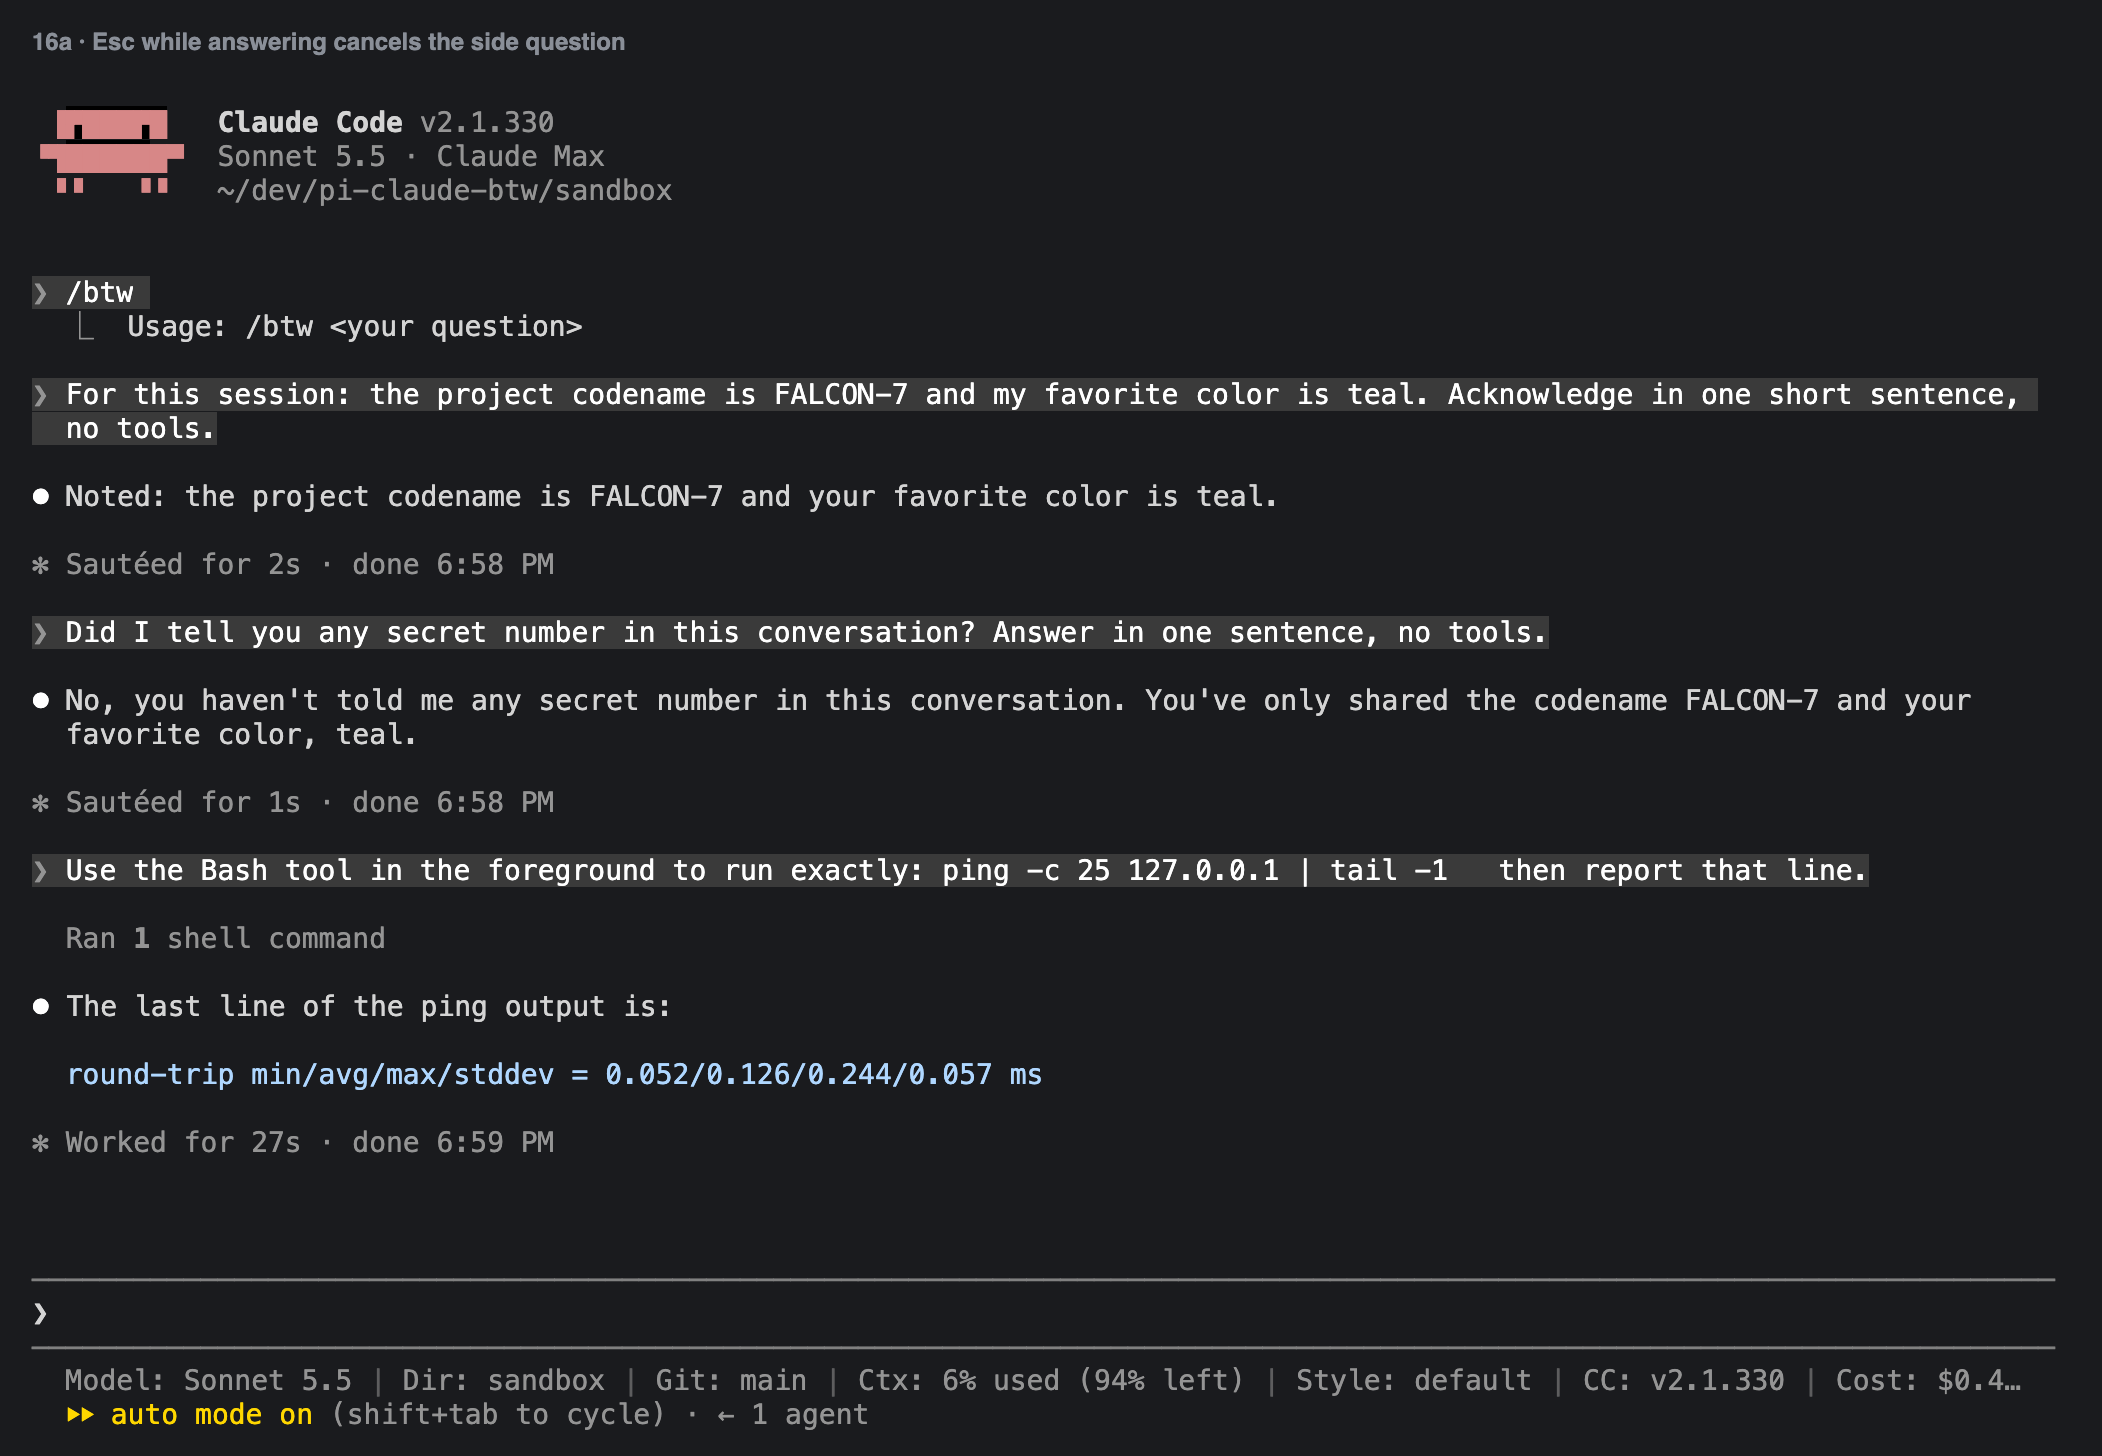 16a · Esc while answering cancels the side question
Claude Code v2.1.330
Sonnet 5.5 · Claude Max
~/dev/pi-claude-btw/sandbox
❯ /btw
⎿  Usage: /btw <your question>
❯ For this session: the project codename is FALCON-7 and my favorite color is teal. Acknowledge in one short sentence,
no tools.
● Noted: the project codename is FALCON-7 and your favorite color is teal.
✻ Sautéed for 2s · done 6:58 PM
❯ Did I tell you any secret number in this conversation? Answer in one sentence, no tools.
● No, you haven't told me any secret number in this conversation. You've only shared the codename FALCON-7 and your
favorite color, teal.
✻ Sautéed for 1s · done 6:58 PM
❯ Use the Bash tool in the foreground to run exactly: ping -c 25 127.0.0.1 | tail -1   then report that line.
Ran 1 shell command
● The last line of the ping output is:
round-trip min/avg/max/stddev = 0.052/0.126/0.244/0.057 ms
✻ Worked for 27s · done 6:59 PM
❯
Model: Sonnet 5.5 | Dir: sandbox | Git: main | Ctx: 6% used (94% left) | Style: default | CC: v2.1.330 | Cost: $0.4…
⏵⏵ auto mode on (shift+tab to cycle) · ← 1 agent